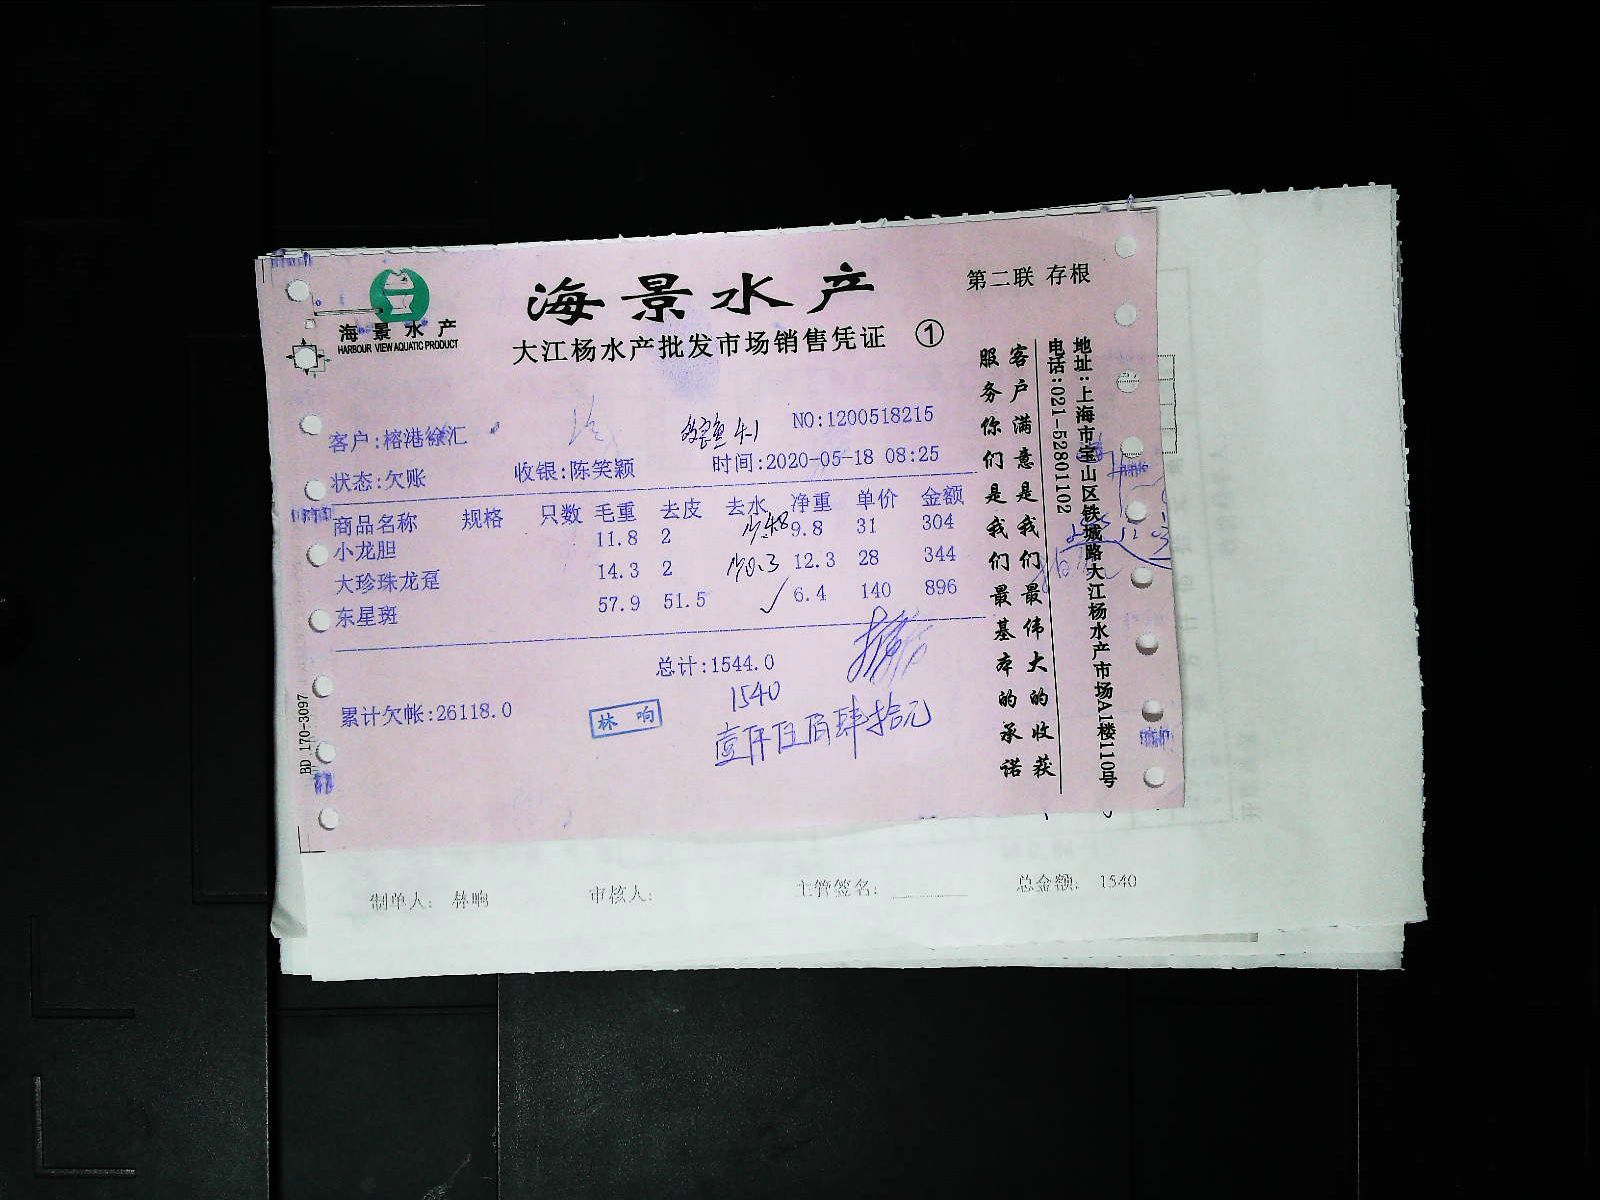 海景水产
HARBOUR VIEW AQUATIC PRODUCT
海景水产
大江杨水产批发市场销售凭证 ①
第二联 存根
客户:榕港徐汇
NO:1200518215
状态:欠账 收银:陈笑颖 时间:2020-05-18 08:25
商品名称 规格 只数 毛重 去皮 去水 净重 单价 金额
小龙胆 11.8 2 9.8 31 304
大珍珠龙趸 14.3 2 12.3 28 344
东星斑 57.9 51.5 ✓ 6.4 140 896
总计:1544.0
1540
累计欠帐:26118.0
林 响
壹仟伍佰肆拾元
客户满意是我们最伟大的收获
服务你们是我们最基本的承诺
地址:上海市宝山区铁城路大江杨水产市场A1楼110号
电话:021-52801102
BD 170-3097
制单人: 林响 审核人: 主管签名: 总金额: 1540